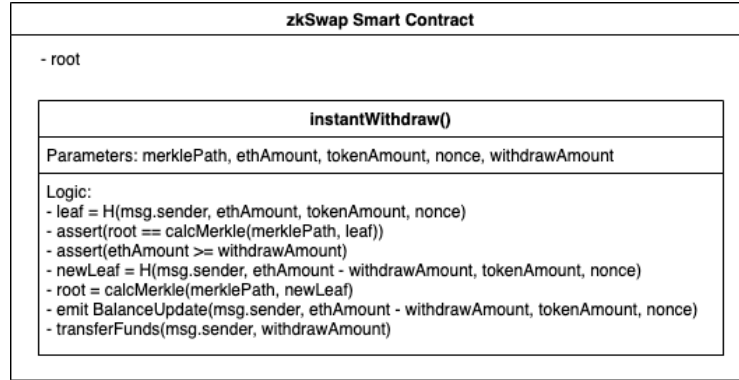 zkSwap Smart Contract
- root
instantWithdraw()
Parameters: merklePath, ethAmount, tokenAmount, nonce, withdrawAmount
Logic:
- leaf = H(msg.sender, ethAmount, tokenAmount, nonce)
- assert(root == calcMerkle(merklePath, leaf))
- assert(ethAmount >= withdrawAmount)
- newLeaf = H(msg.sender, ethAmount - withdrawAmount, tokenAmount, nonce)
- root = calcMerkle(merklePath, newLeaf)
- emit BalanceUpdate(msg.sender, ethAmount - withdrawAmount, tokenAmount, nonce)
- transferFunds(msg.sender, withdrawAmount)